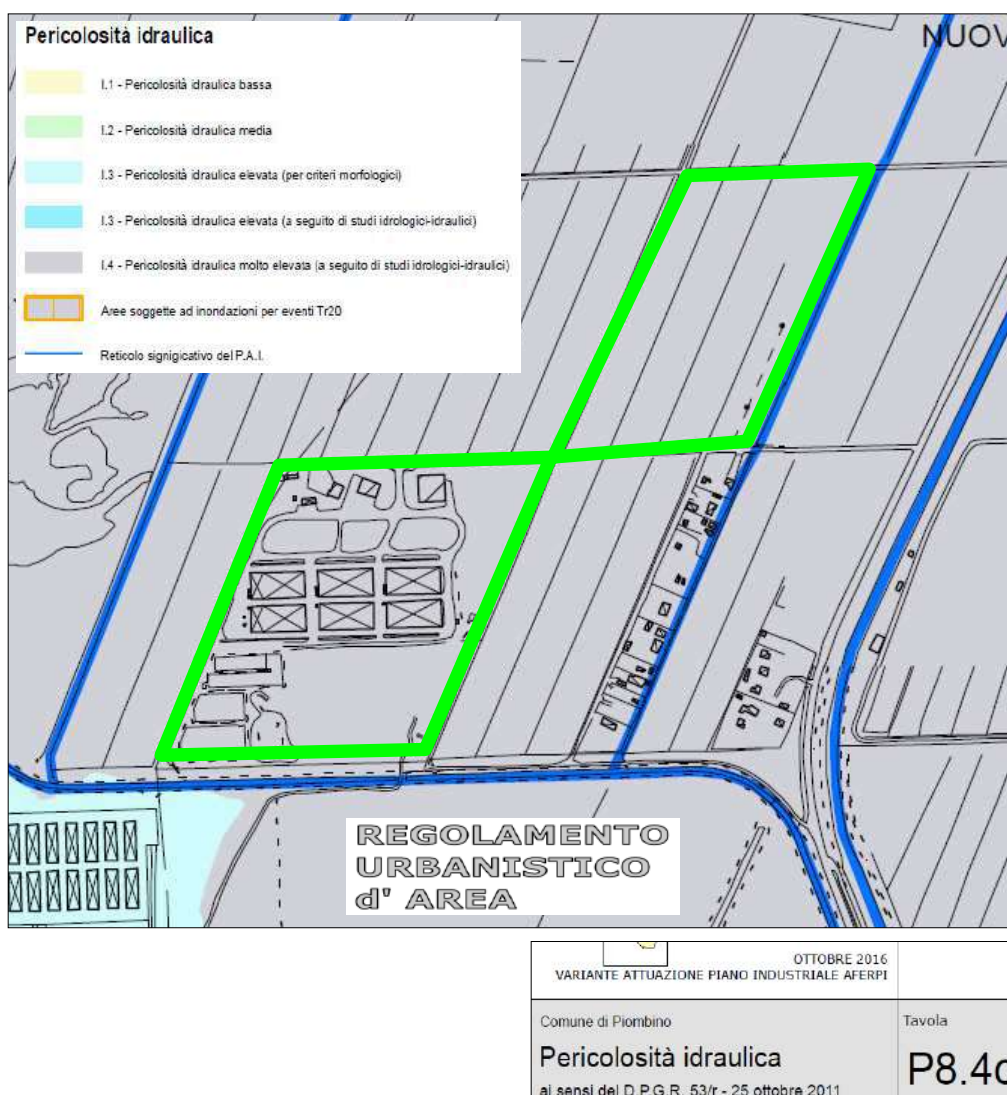 Pericolosità idraulica
I.1 - Pericolosità idraulica bassa
I.2 - Pericolosità idraulica media
I.3 - Pericolosità idraulica elevata (per criteri morfologici)
I.3 - Pericolosità idraulica elevata (a seguito di studi idrologici-idraulici)
I.4 - Pericolosità idraulica molto elevata (a seguito di studi idrologici-idraulici)
Aree soggette ad inondazioni per eventi Tr20
Reticolo signigicativo del P.A.I.
NUOV
REGOLAMENTO
URBANISTICO
d' AREA
OTTOBRE 2016
VARIANTE ATTUAZIONE PIANO INDUSTRIALE AFERPI
Comune di Piombino
Tavola
Pericolosità idraulica
ai sensi del D.P.G.R. 53/r - 25 ottobre 2011